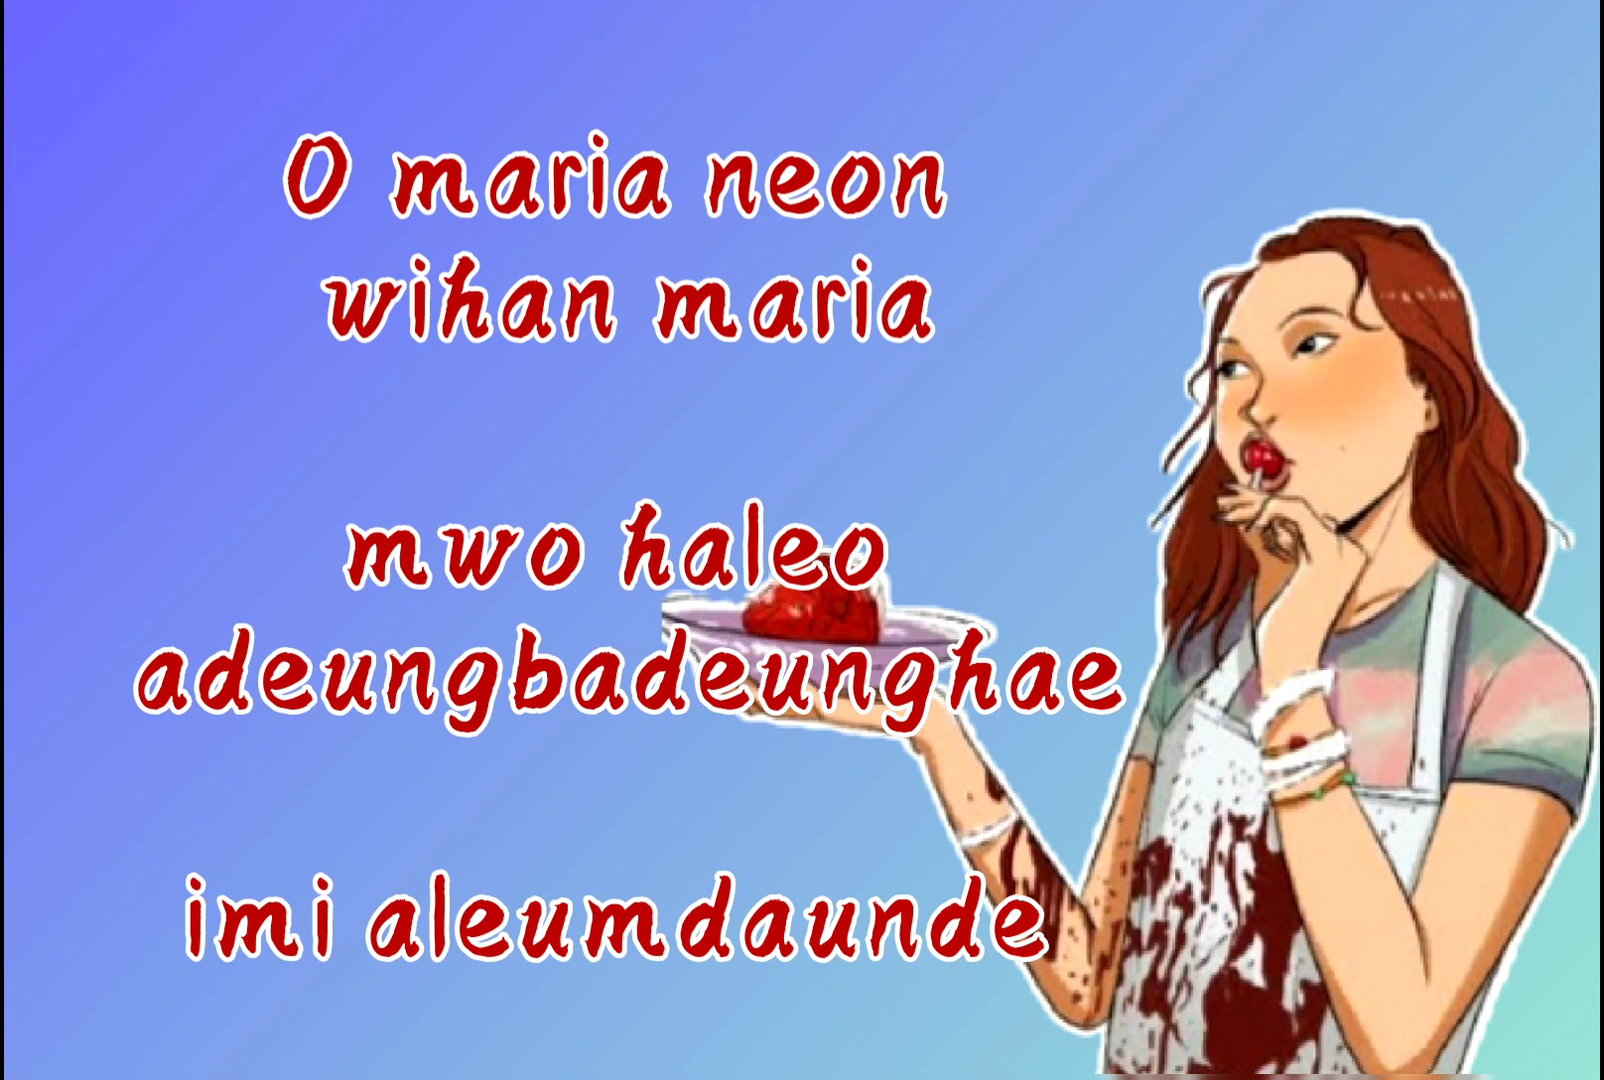 O maria neon
wihan maria
mwo haleo
adeungbadeunghae
imi aleumdaunde